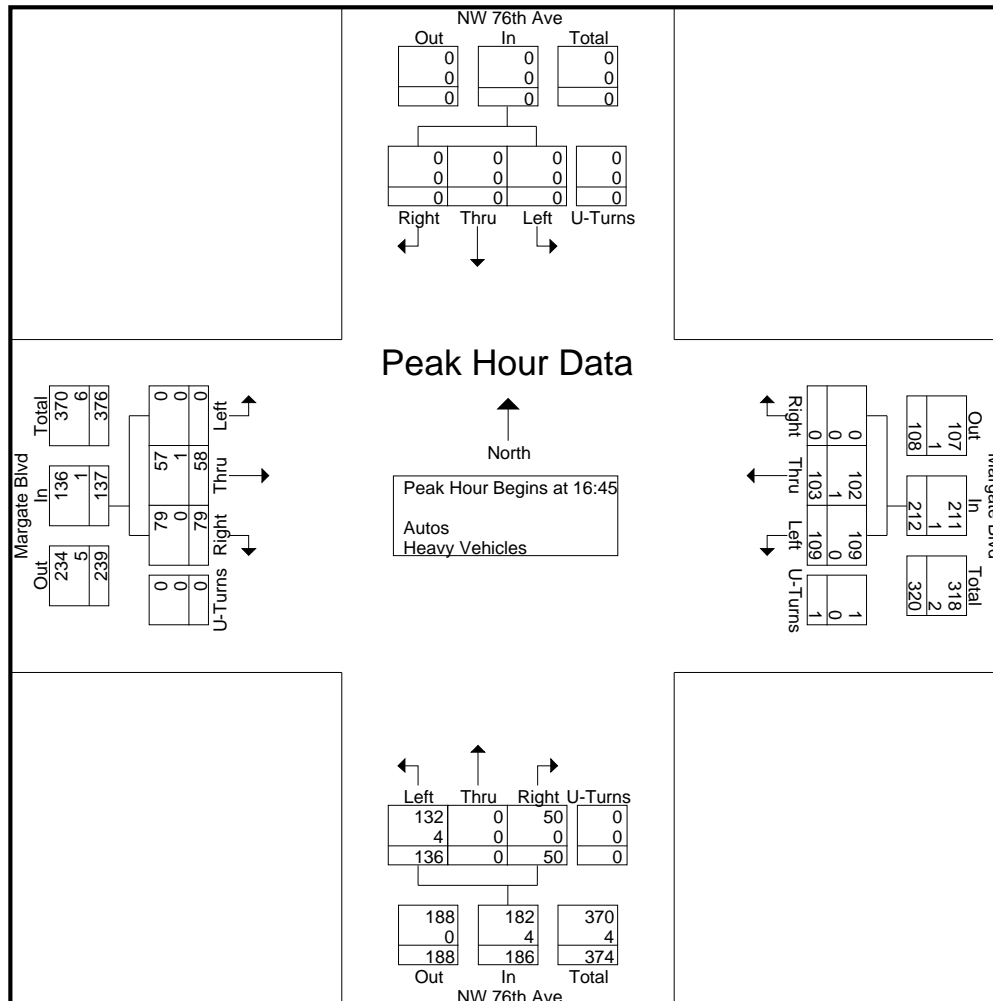 NW 76th Ave
Out In Total
0 0 0
0 0 0
0 0 0
0 0 0 0
0 0 0 0
0 0 0 0
Right Thru Left U-Turns
Peak Hour Data
North
Peak Hour Begins at 16:45
Autos
Heavy Vehicles
Margate Blvd
Out In Total
234 136 370
5 1 6
239 137 376
U-Turns Right Thru Left
0 79 57 0
0 0 1 0
0 79 58 0
Margate Blvd
Out In Total
107 211 318
1 1 2
108 212 320
0 102 109 1
0 1 0 0
0 103 109 1
Right Thru Left U-Turns
Left Thru Right U-Turns
132 0 50 0
4 0 0 0
136 0 50 0
188 182 370
0 4 4
188 186 374
Out In Total
NW 76th Ave